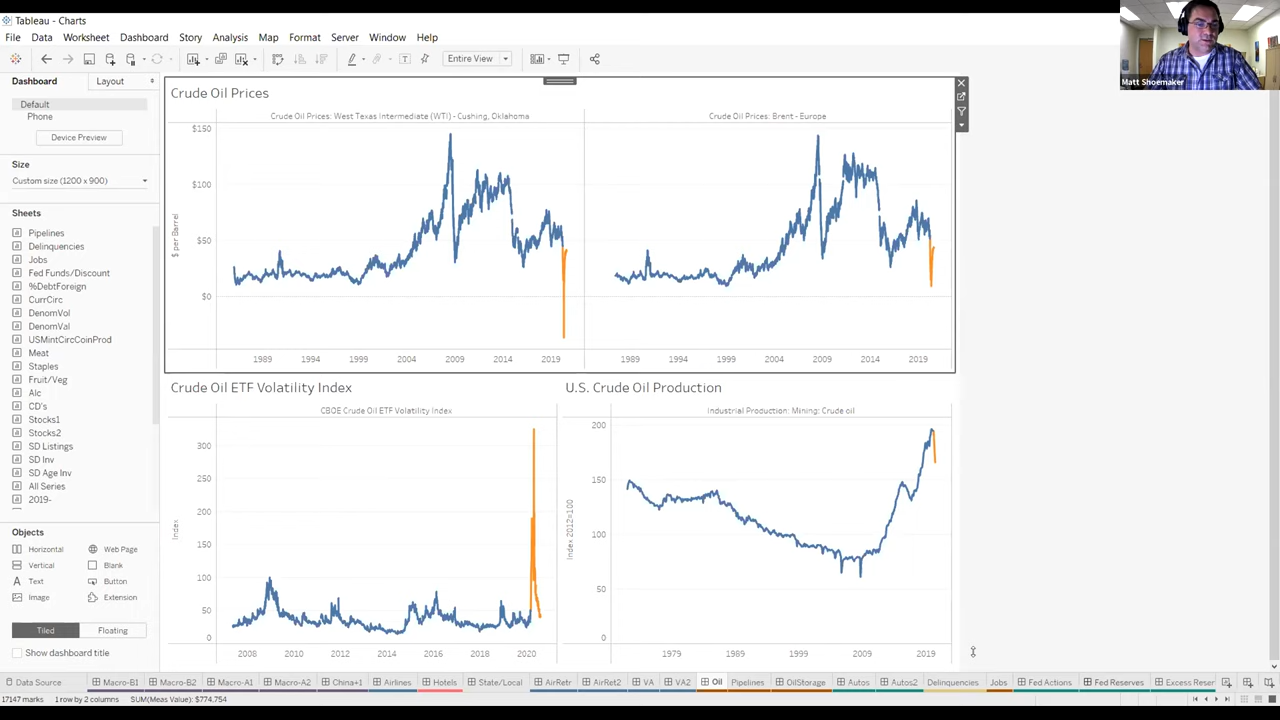 Tableau - Charts
File Data Worksheet Dashboard Story Analysis Map Format Server Window Help
Entire View
Matt Shoemaker
Dashboard Layout
Default
Phone
Device Preview
Size
Custom size (1200 x 900)
Sheets
Pipelines
Delinquencies
Jobs
Fed Funds/Discount
%DebtForeign
CurrCirc
DenomVol
DenomVal
USMintCircCoinProd
Meat
Staples
Fruit/Veg
Alc
CD's
Stocks1
Stocks2
SD Listings
SD Inv
SD Age Inv
All Series
2019-
Objects
Horizontal Web Page
Vertical Blank
Text Button
Image Extension
Tiled Floating
Show dashboard title
Crude Oil Prices
Crude Oil Prices: West Texas Intermediate (WTI) - Cushing, Oklahoma Crude Oil Prices: Brent - Europe
$150
$100
$50
$0
$ per Barrel
1989 1994 1999 2004 2009 2014 2019 1989 1994 1999 2004 2009 2014 2019
Crude Oil ETF Volatility Index
CBOE Crude Oil ETF Volatility Index
300
250
200
150
100
50
0
Index
2008 2010 2012 2014 2016 2018 2020
U.S. Crude Oil Production
Industrial Production: Mining: Crude oil
200
150
100
50
0
Index 2012=100
1979 1989 1999 2009 2019
Data Source Macro-B1 Macro-B2 Macro-A1 Macro-A2 China+1 Airlines Hotels State/Local AirRetr AirRet2 VA VA2 Oil Pipelines OilStorage Autos Autos2 Delinquencies Jobs Fed Actions Fed Reserves Excess Reser
17147 marks 1 row by 2 columns SUM(Meas Value): $774,754